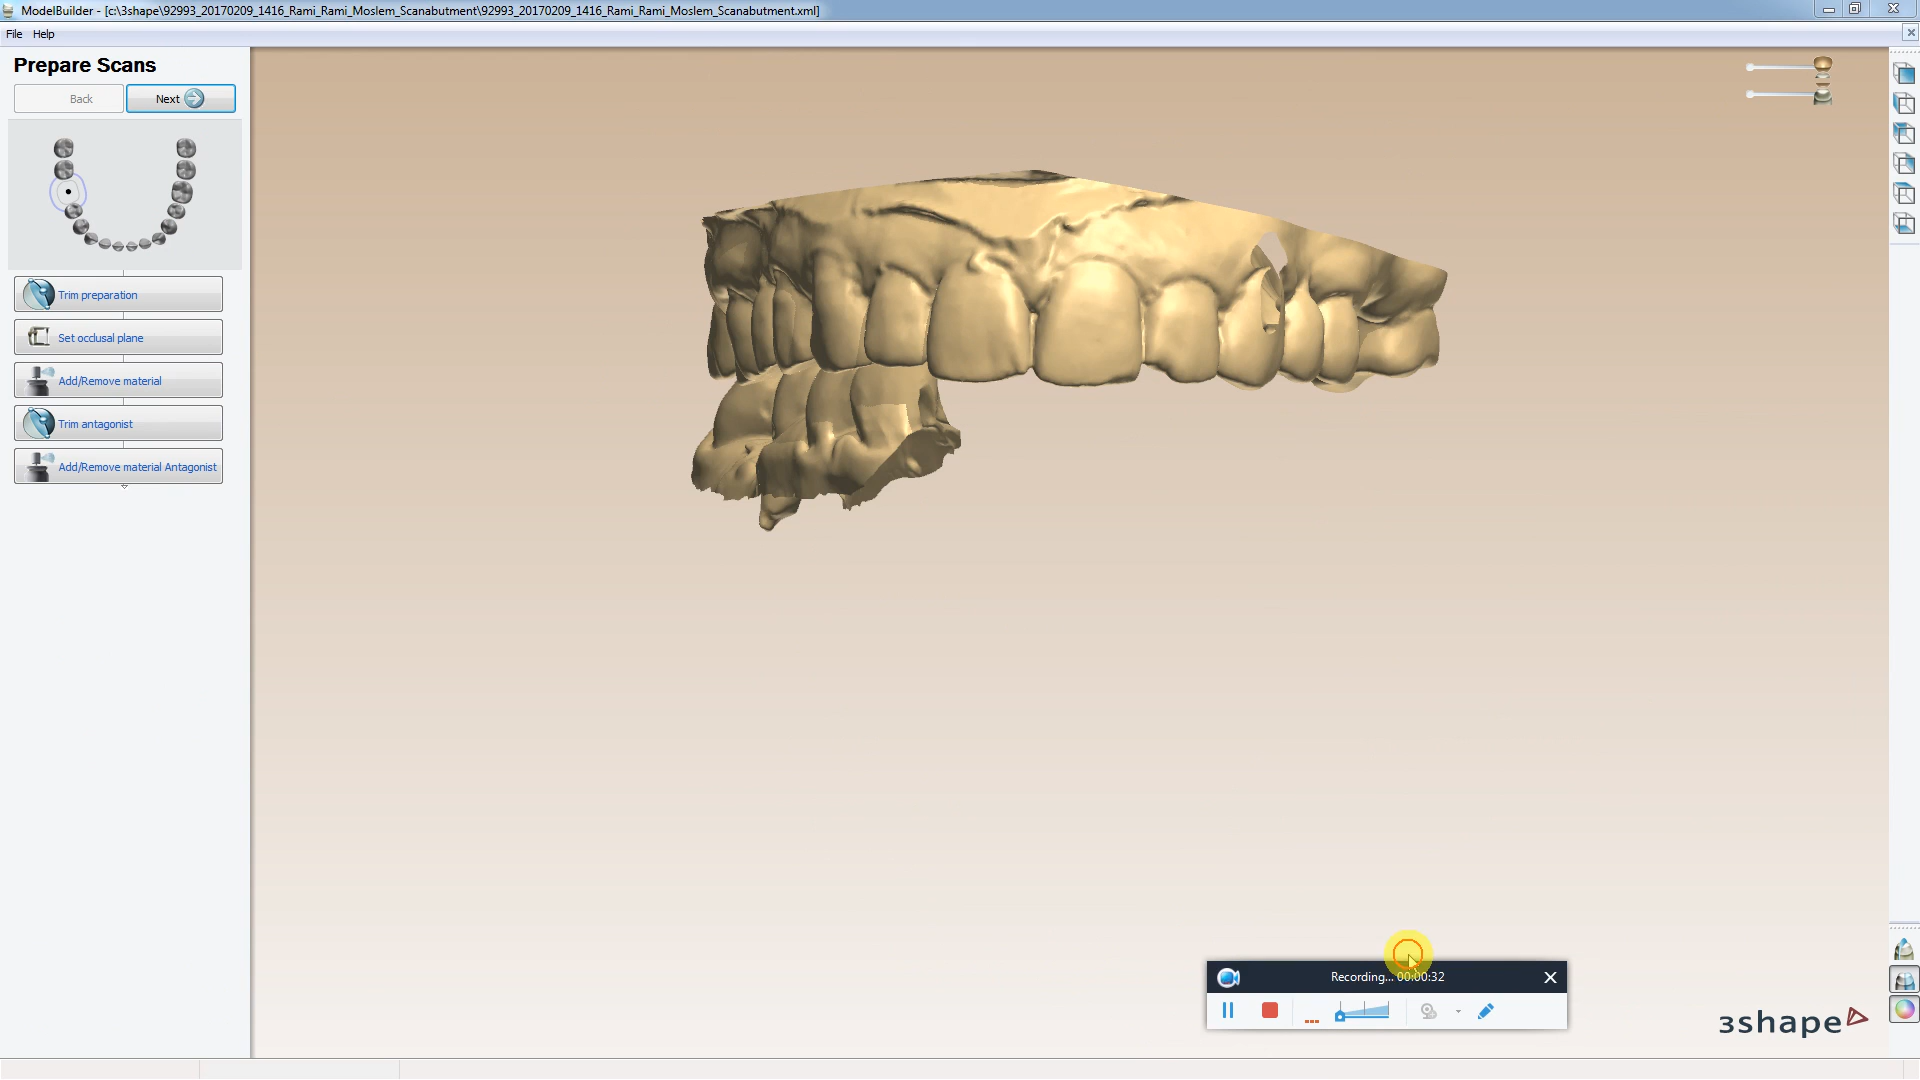 ModelBuilder - [c:\3shape\92993_20170209_1416_Rami_Rami_Moslem_Scanabutment\92993_20170209_1416_Rami_Rami_Moslem_Scanabutment.xml]
File Help
Prepare Scans
Back Next
Trim preparation
Set occlusal plane
Add/Remove material
Trim antagonist
Add/Remove material Antagonist
Recording... 00:00:32
3shape